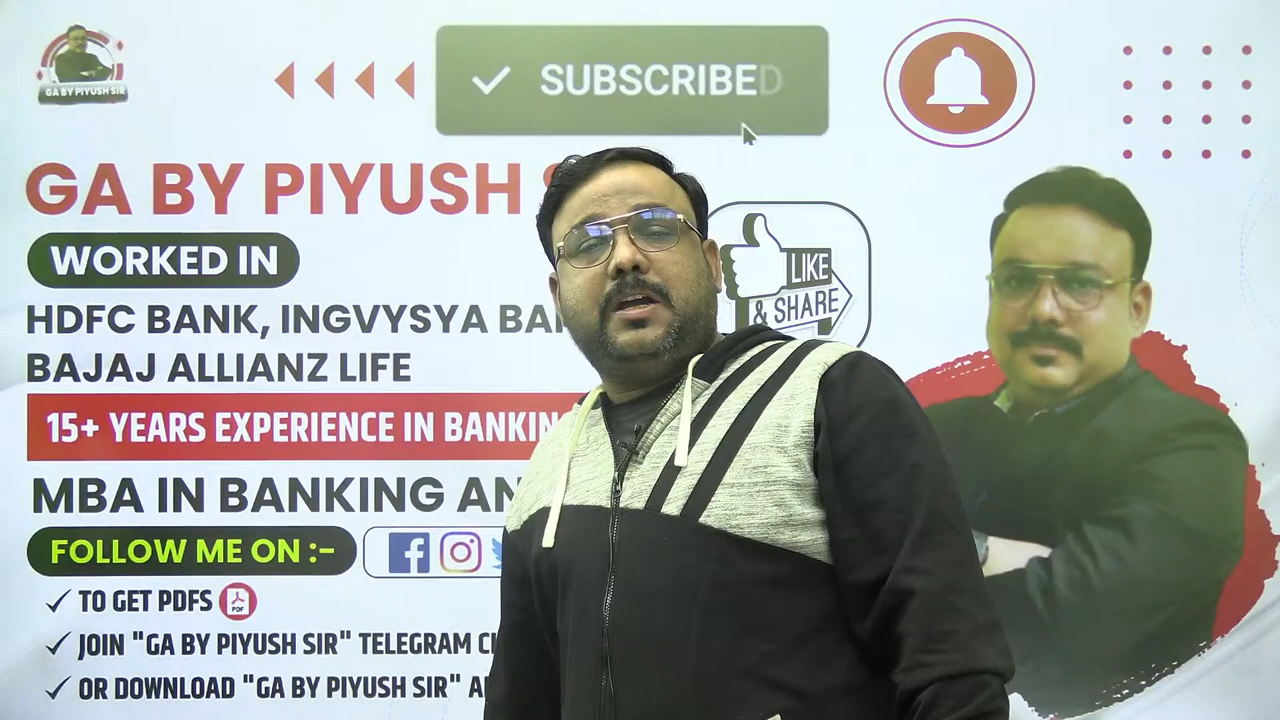 GA BY PIYUSH SIR
SUBSCRIBED
GA BY PIYUSH
WORKED IN
HDFC BANK, INGVYSYA
BAJAJ ALLIANZ LIFE
LIKE
& SHARE
15+ YEARS EXPERIENCE IN
MBA IN BANKING
FOLLOW ME ON :-
TO GET PDFS
PDF
JOIN "GA BY PIYUSH SIR" TELEGRAM
OR DOWNLOAD "GA BY PIYUSH SIR"